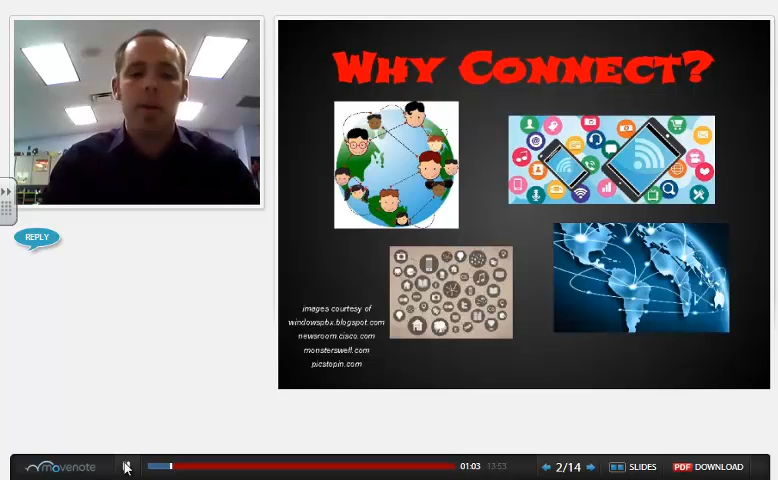 WHY CONNECT?
REPLY
images courtesy of
windowspbx.blogspot.com
newsroom.cisco.com
monsterswell.com
picstopin.com
movenote
01:03 13:53
2/14
SLIDES
PDF DOWNLOAD